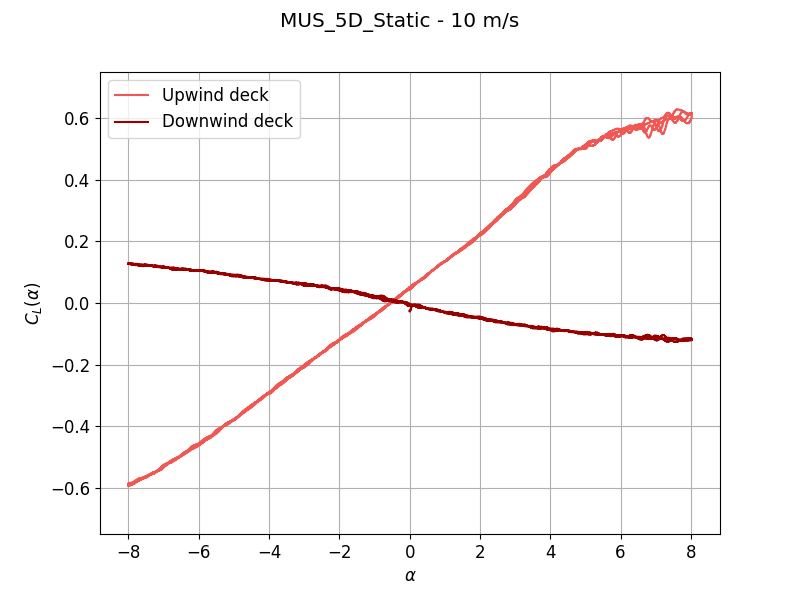 MUS_5D_Static - 10 m/s
Upwind deck
Downwind deck
0.6
0.4
0.2
0.0
−0.2
−0.4
−0.6
C_L(α)
−8 −6 −4 −2 0 2 4 6 8
α